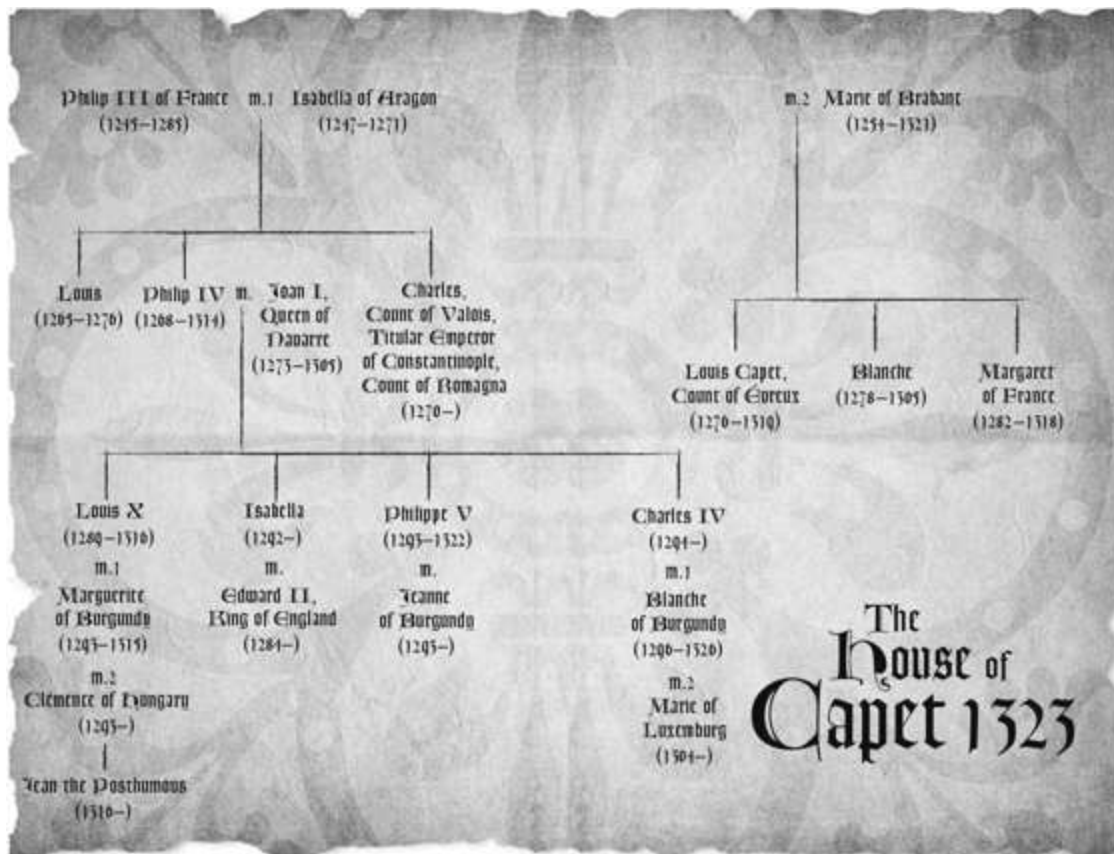 Philip III of France m.1 Isabella of Aragon m.2 Marie of Brabant
(1245–1285) (1247–1271) (1254–1321)
Louis Philip IV m. Joan I, Charles,
(1265–1276) (1268–1314) Queen of Count of Valois,
Navarre Titular Emperor
(1273–1305) of Constantinople,
Count of Romagna
(1270–)
Louis Capet, Blanche Margaret
Count of Evreux (1278–1305) of France
(1276–1319) (1282–1318)
Louis X Isabella Philippe V Charles IV
(1289–1316) (1292–) (1293–1322) (1294–)
m.1 m. m. m.1
Marguerite Edward II, Jeanne Blanche
of Burgundy King of England of Burgundy of Burgundy
(1293–1315) (1284–) (1293–) (1296–1326)
m.2 m.2
Clemence of Hungary Marie of
(1293–) Luxemburg
(1304–)
Jean the Posthumous
(1316–)
The
House of
Capet 1323